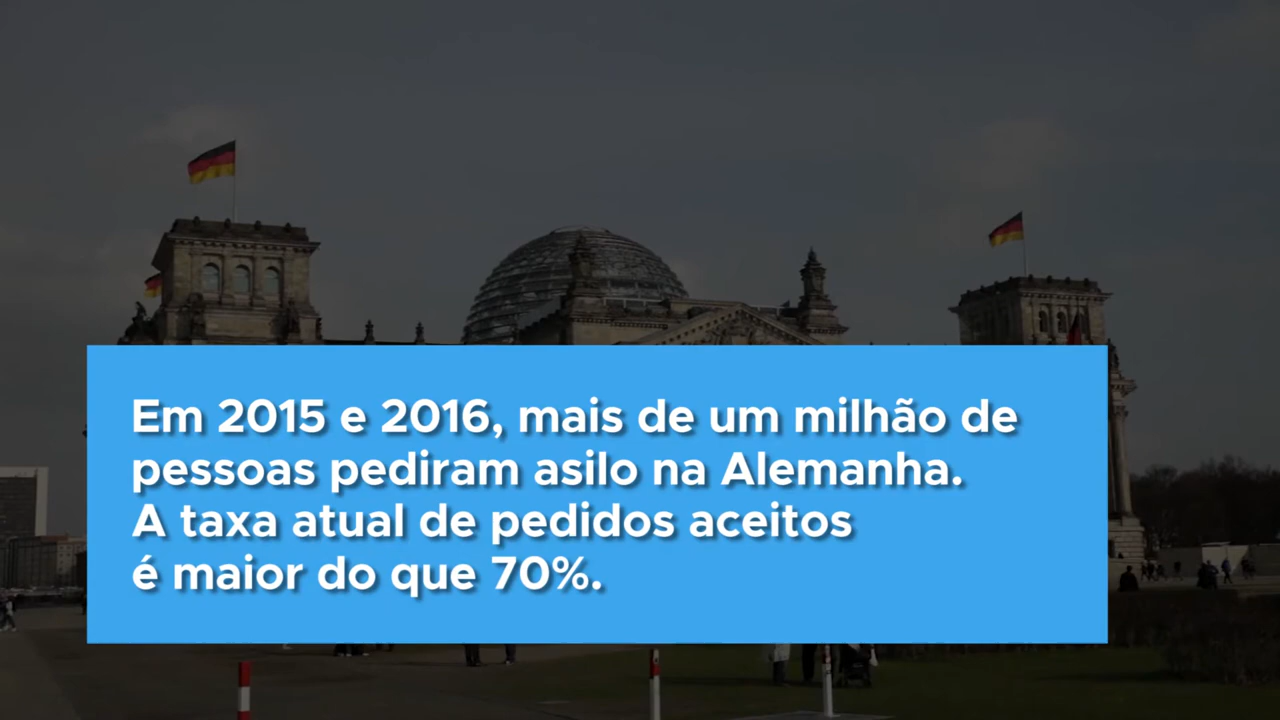 Em 2015 e 2016, mais de um milhão de
pessoas pediram asilo na Alemanha.
A taxa atual de pedidos aceitos
é maior do que 70%.